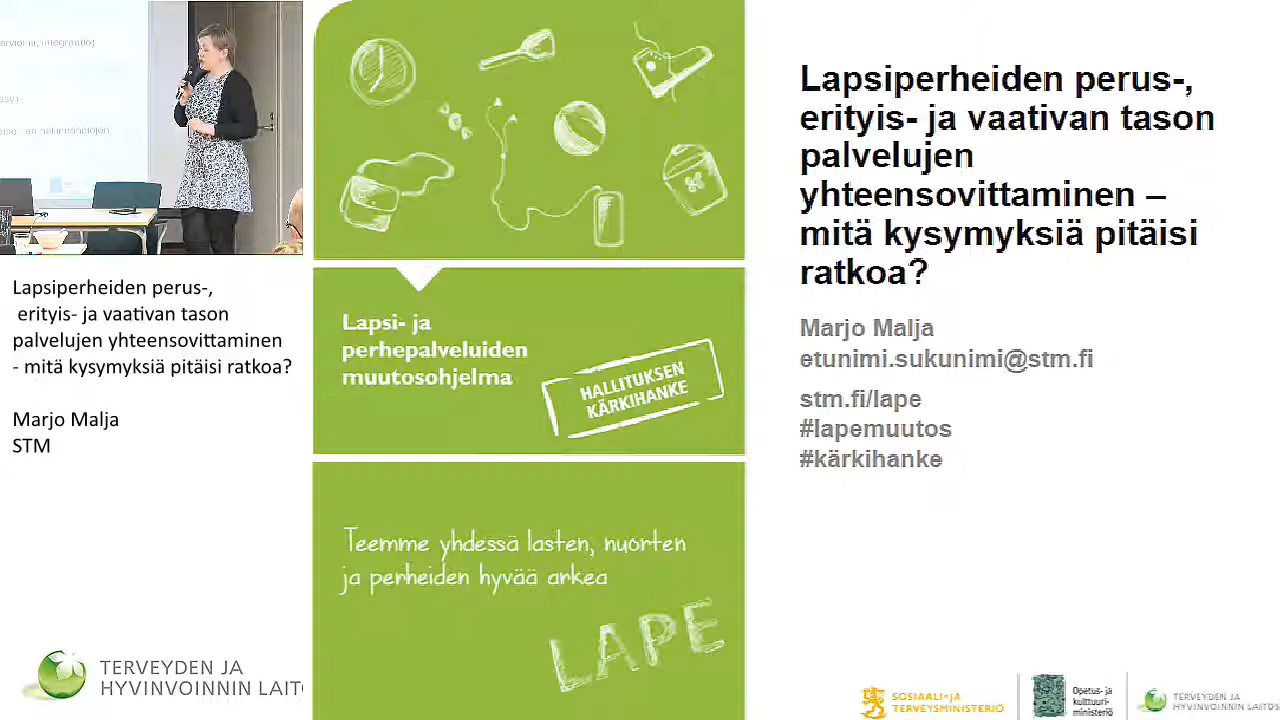 Lapsiperheiden perus-,
erityis- ja vaativan tason
palvelujen yhteensovittaminen
- mitä kysymyksiä pitäisi ratkoa?
Marjo Malja
STM
TERVEYDEN JA
HYVINVOINNIN LAITO
Lapsi- ja
perhepalveluiden
muutosohjelma
HALLITUKSEN
KÄRKIHANKE
Teemme yhdessä lasten, nuorten
ja perheiden hyvää arkea
LAPE
Lapsiperheiden perus-,
erityis- ja vaativan tason
palvelujen
yhteensovittaminen –
mitä kysymyksiä pitäisi
ratkoa?
Marjo Malja
etunimi.sukunimi@stm.fi
stm.fi/lape
#lapemuutos
#kärkihanke
SOSIAALI- JA
TERVEYSMINISTERIÖ
Opetus- ja
kulttuuri-
ministeriö
TERVEYDEN JA
HYVINVOINNIN LAITOS